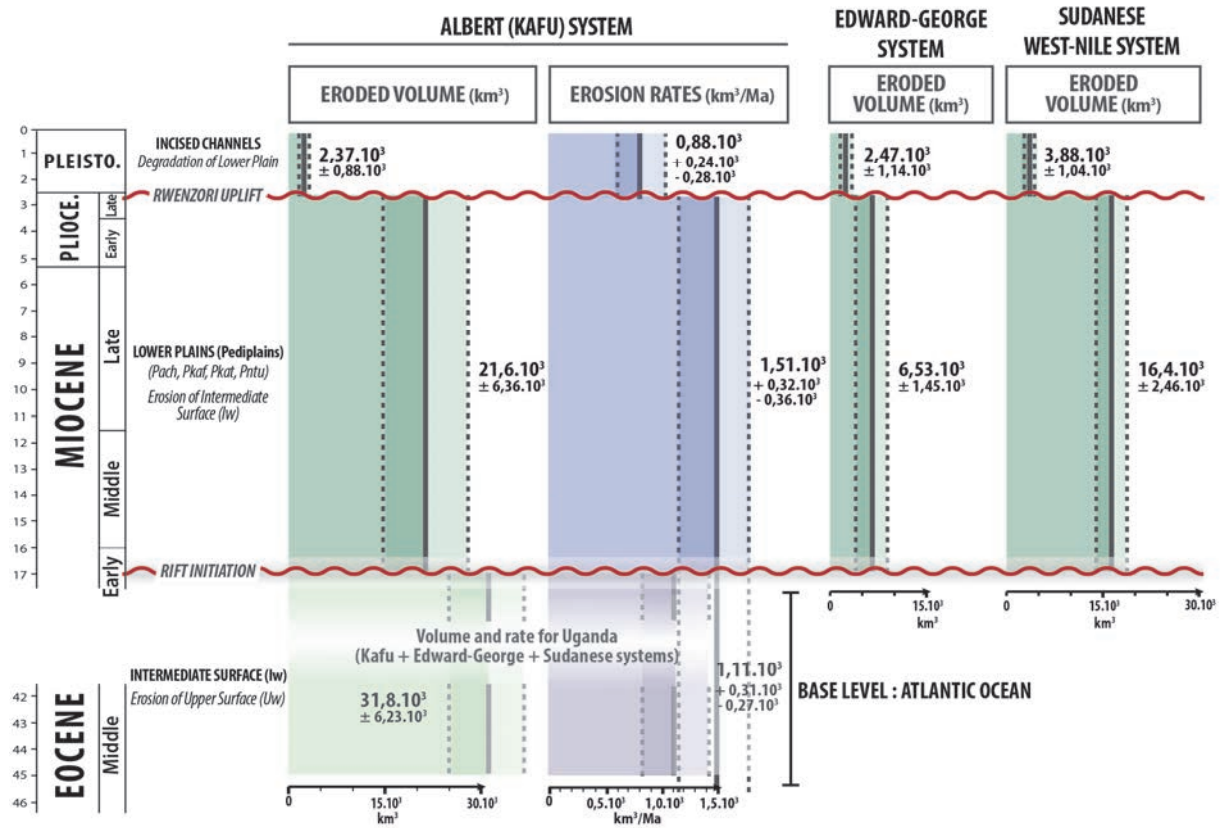 ALBERT (KAFU) SYSTEM
EDWARD-GEORGE
SYSTEM
SUDANESE
WEST-NILE SYSTEM
ERODED VOLUME (km³)
EROSION RATES (km³/Ma)
ERODED
VOLUME (km³)
ERODED
VOLUME (km³)
0
1
2
3
4
5
6
7
8
9
10
11
12
13
14
15
16
17
42
43
44
45
46
PLEISTO.
PLIOCE.
Late
Early
MIOCENE
Late
Middle
Early
EOCENE
Middle
INCISED CHANNELS
Degradation of Lower Plain
2,37.10³
± 0,88.10³
0,88.10³
+ 0,24.10³
- 0,28.10³
2,47.10³
± 1,14.10³
3,88.10³
± 1,04.10³
RWENZORI UPLIFT
LOWER PLAINS (Pediplains)
(Pach, Pkaf, Pkat, Pntu)
Erosion of Intermediate
Surface (Iw)
21,6.10³
± 6,36.10³
1,51.10³
+ 0,32.10³
- 0,36.10³
6,53.10³
± 1,45.10³
16,4.10³
± 2,46.10³
RIFT INITIATION
0
15.10³
km³
0
15.10³
30.10³
km³
Volume and rate for Uganda
(Kafu + Edward-George + Sudanese systems)
INTERMEDIATE SURFACE (Iw)
Erosion of Upper Surface (Uw)
31,8.10³
± 6,23.10³
1,11.10³
+ 0,31.10³
- 0,27.10³
BASE LEVEL : ATLANTIC OCEAN
0
15.10³
30.10³
km³
0
0,5.10³
1,0.10³
1,5.10³
km³/Ma